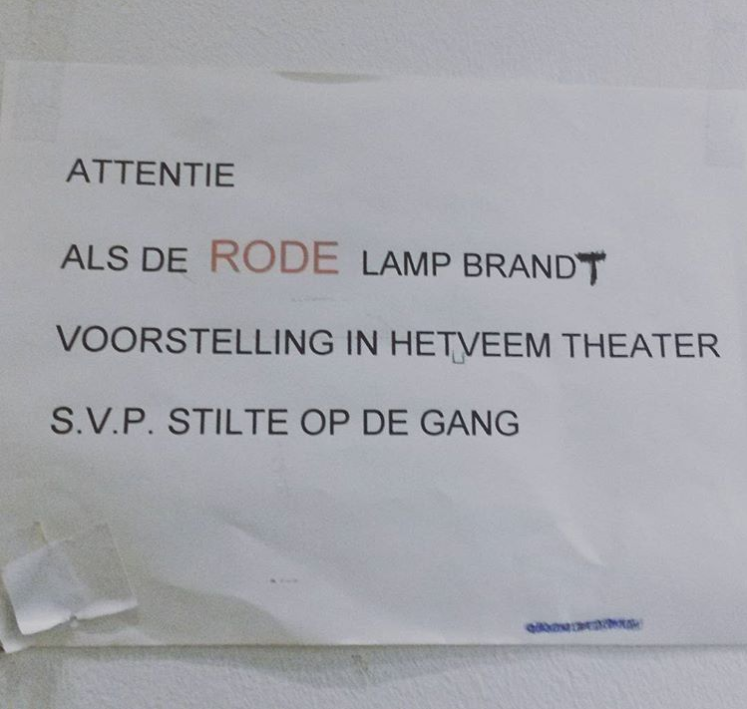 ATTENTIE
ALS DE RODE LAMP BRANDT
VOORSTELLING IN HETVEEM THEATER
S.V.P. STILTE OP DE GANG